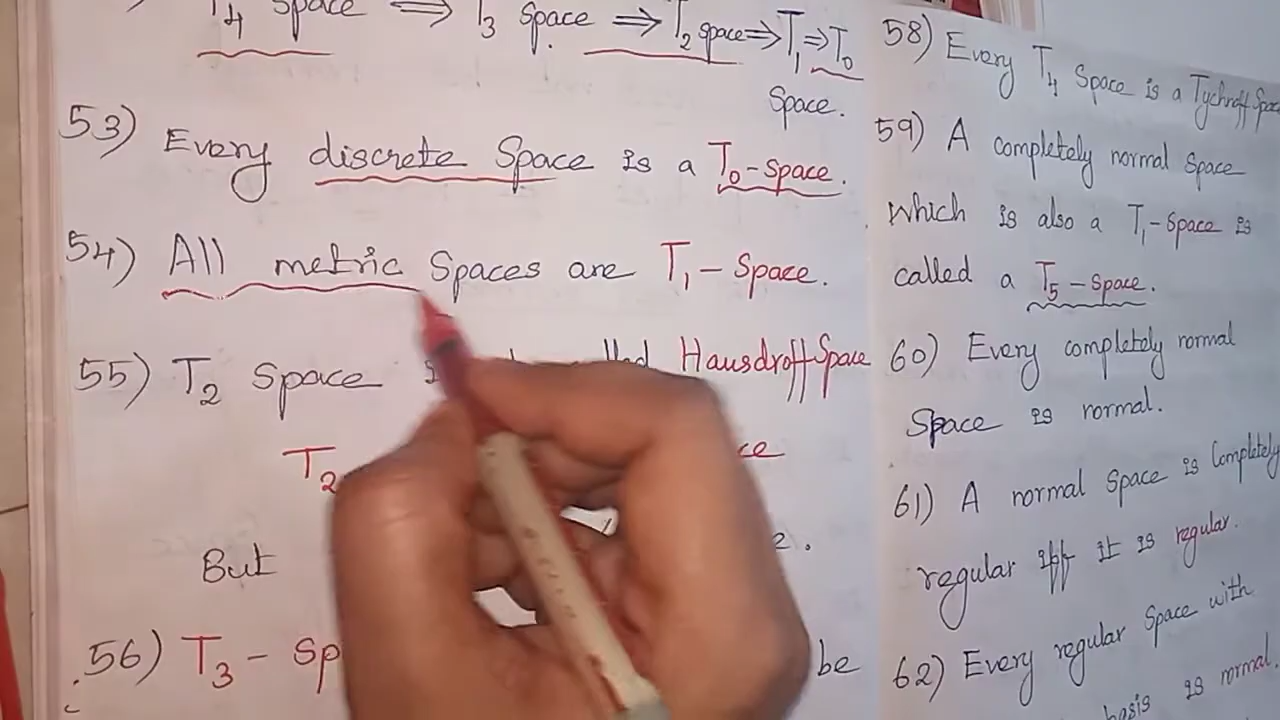 T4 Space ⟹ T3 Space ⟹ T2 space ⟹ T1 ⟹ T0
Space.
53) Every discrete Space is a T0-space.
54) All metric Spaces are T1 - Space.
55) T2 Space Hausdroff Space
T2
But
56) T3 - Sp be
58) Every T4 Space is a Tychnoff Space
59) A completely normal Space
which is also a T1-Space is
called a T5-Space.
60) Every completely normal
Space is normal.
61) A normal Space is Completely
regular iff it is regular.
62) Every regular Space with
basis is normal.